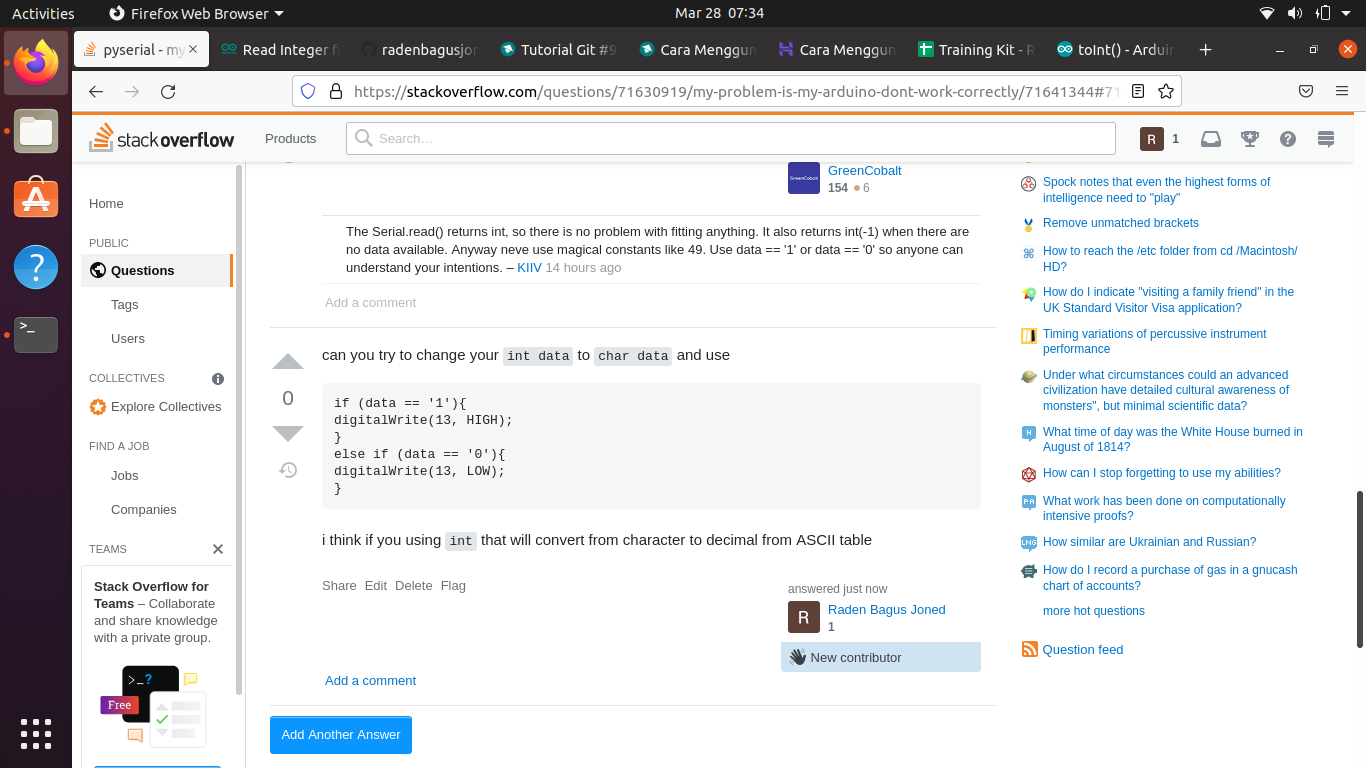 Activities
Firefox Web Browser
Mar 28 07:34
pyserial - my
Read Integer f
radenbagusjor
Tutorial Git #9
Cara Menggun
Cara Menggun
Training Kit - R
toInt() - Arduin
https://stackoverflow.com/questions/71630919/my-problem-is-my-arduino-dont-work-correctly/71641344#71
stack overflow
Products
Search…
R 1
Home
PUBLIC
Questions
Tags
Users
COLLECTIVES
Explore Collectives
FIND A JOB
Jobs
Companies
TEAMS
Stack Overflow for
Teams – Collaborate
and share knowledge
with a private group.
>_?
Free
GreenCobalt
GreenCobalt
154 6
The Serial.read() returns int, so there is no problem with fitting anything. It also returns int(-1) when there are
no data available. Anyway neve use magical constants like 49. Use data == '1' or data == '0' so anyone can
understand your intentions. – KIIV 14 hours ago
Add a comment
0
can you try to change your int data to char data and use
if (data == '1'){
digitalWrite(13, HIGH);
}
else if (data == '0'){
digitalWrite(13, LOW);
}
i think if you using int that will convert from character to decimal from ASCII table
Share Edit Delete Flag
answered just now
R
Raden Bagus Joned
1
New contributor
Add a comment
Add Another Answer
Spock notes that even the highest forms of
intelligence need to "play"
Remove unmatched brackets
How to reach the /etc folder from cd /Macintosh/
HD?
How do I indicate "visiting a family friend" in the
UK Standard Visitor Visa application?
Timing variations of percussive instrument
performance
Under what circumstances could an advanced
civilization have detailed cultural awareness of
monsters", but minimal scientific data?
What time of day was the White House burned in
August of 1814?
How can I stop forgetting to use my abilities?
What work has been done on computationally
intensive proofs?
How similar are Ukrainian and Russian?
How do I record a purchase of gas in a gnucash
chart of accounts?
more hot questions
Question feed